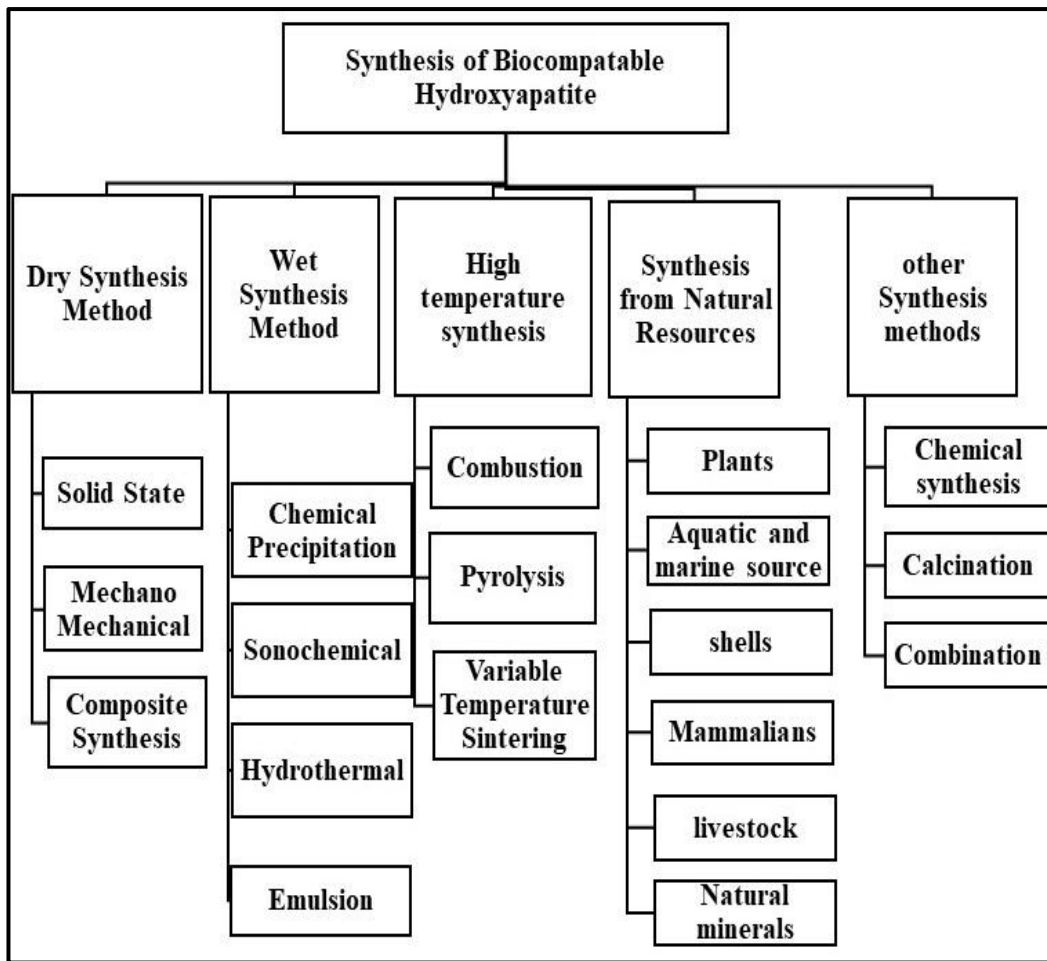 Synthesis of Biocompatable
Hydroxyapatite
Dry Synthesis
Method
Solid State
Mechano
Mechanical
Composite
Synthesis
Wet
Synthesis
Method
Chemical
Precipitation
Sonochemical
Hydrothermal
Emulsion
High
temperature
synthesis
Combustion
Pyrolysis
Variable
Temperature
Sintering
Synthesis
from Natural
Resources
Plants
Aquatic and
marine source
shells
Mammalians
livestock
Natural
minerals
other
Synthesis
methods
Chemical
synthesis
Calcination
Combination